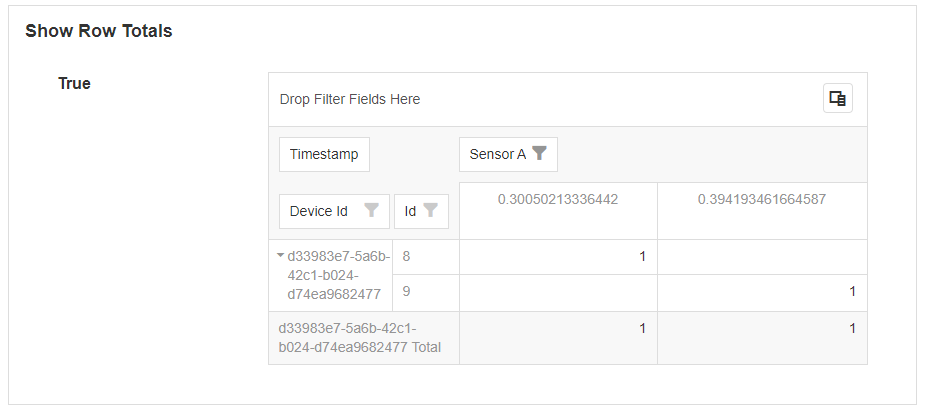 Show Row Totals
True
Drop Filter Fields Here
Timestamp
Sensor A
Device Id
Id
0.30050213336442
0.394193461664587
d33983e7-5a6b-
42c1-b024-
d74ea9682477
8
1
9
1
d33983e7-5a6b-42c1-
b024-d74ea9682477 Total
1
1